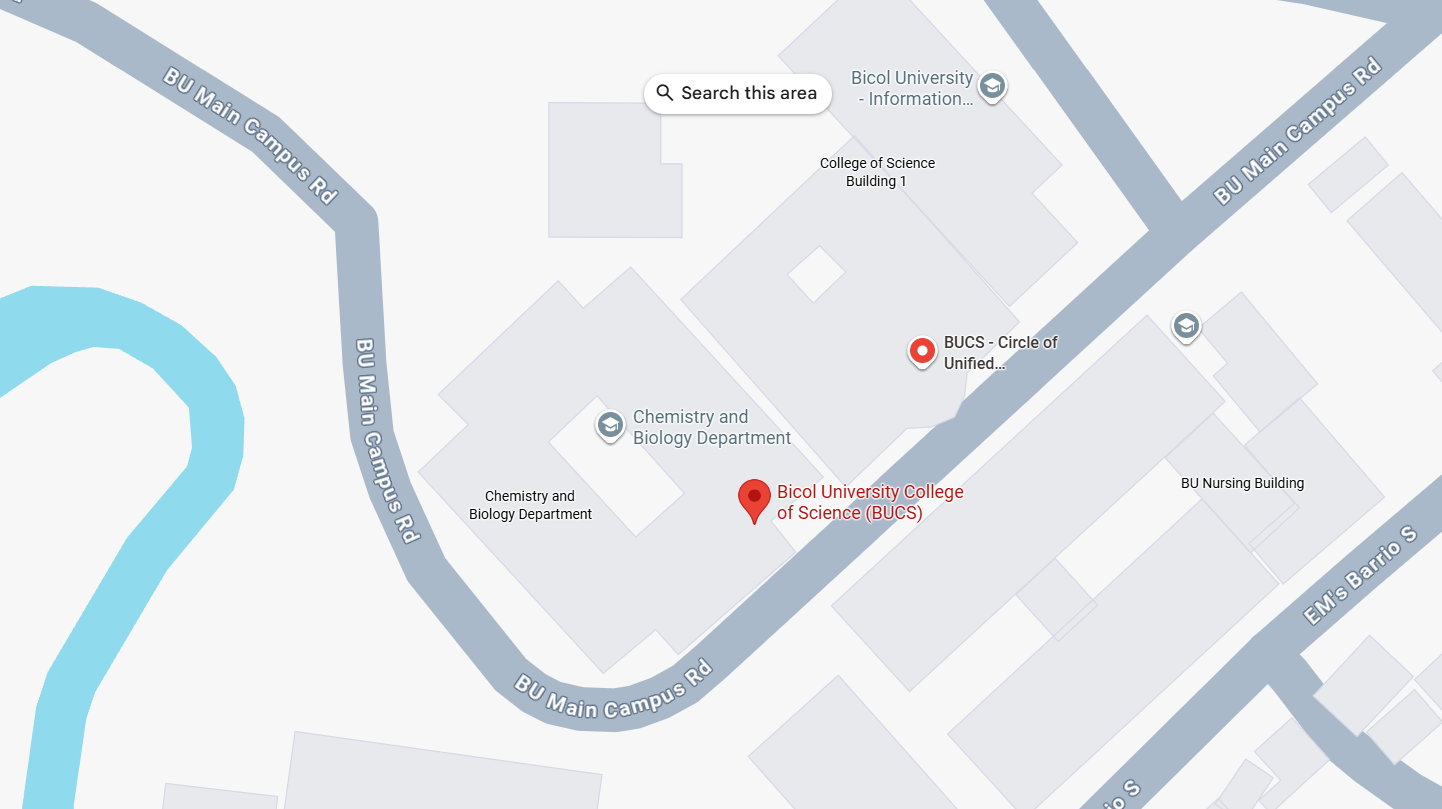 BU Main Campus Rd
Search this area
Bicol University
- Information...
BU Main Campus Rd
College of Science
Building 1
BUCS - Circle of
Unified...
BU Main Campus Rd
Chemistry and
Biology Department
Chemistry and
Biology Department
Bicol University College
of Science (BUCS)
BU Nursing Building
EM's Barrio S
BU Main Campus Rd
io S